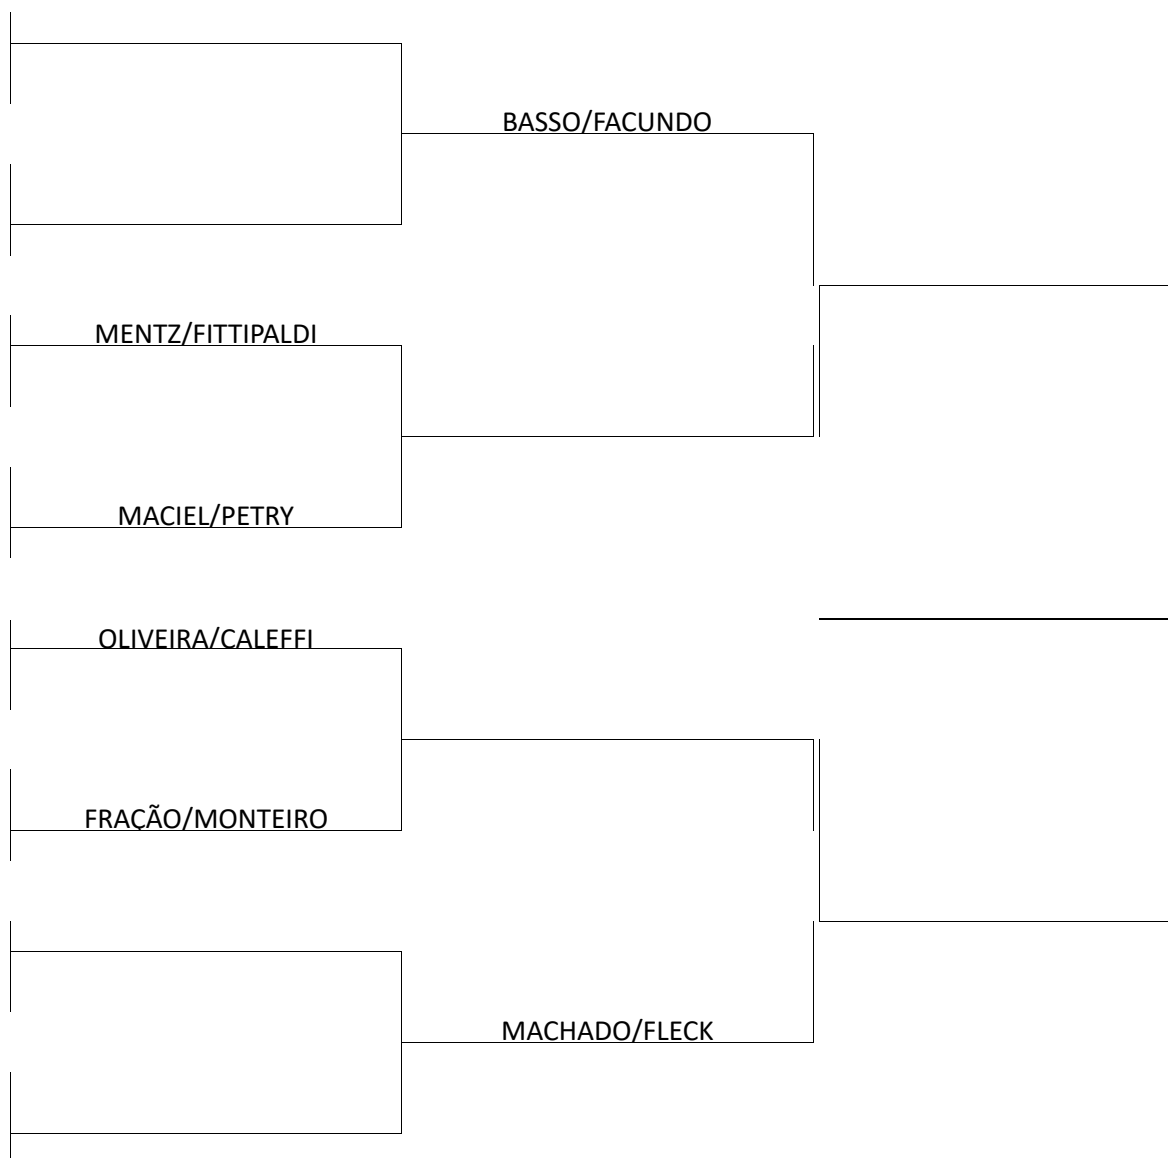 BASSO/FACUNDO
MENTZ/FITTIPALDI
MACIEL/PETRY
OLIVEIRA/CALEFFI
FRAÇÃO/MONTEIRO
MACHADO/FLECK